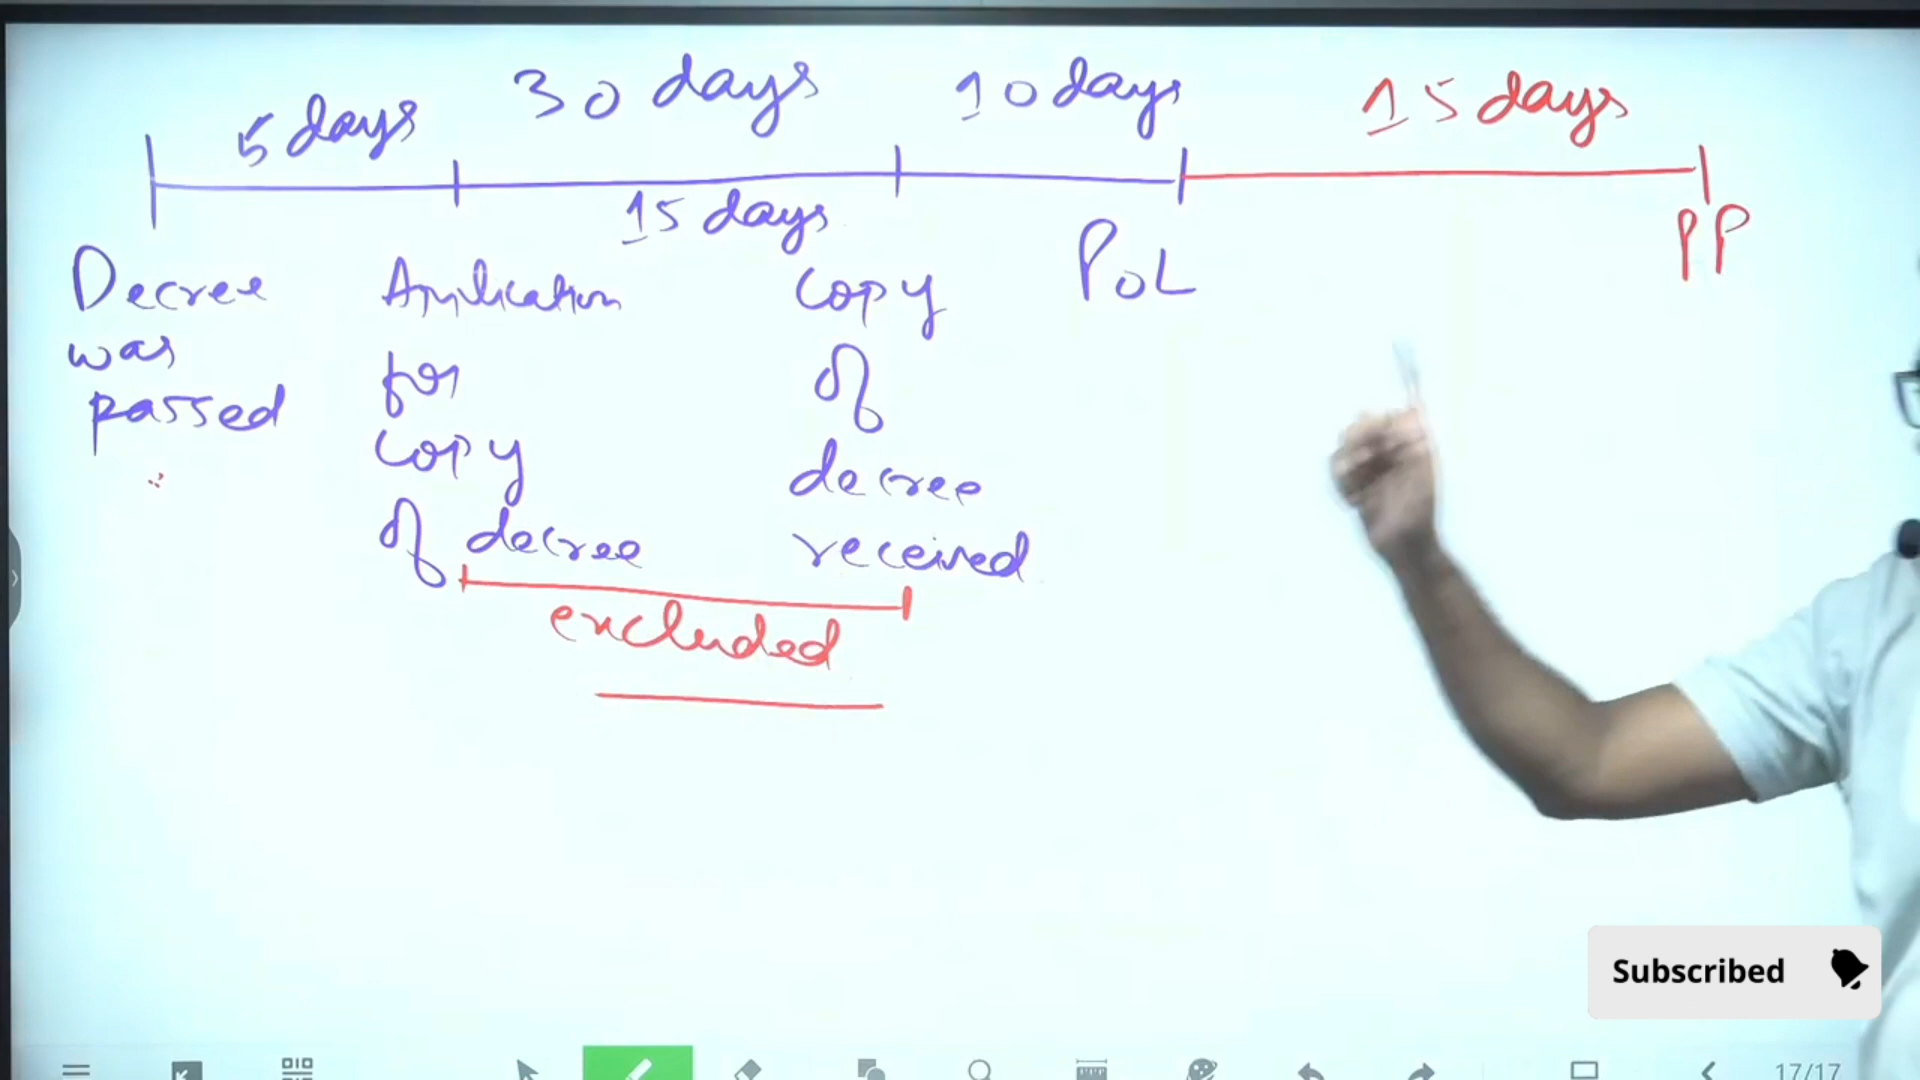 5 days
30 days
10 days
15 days
15 days
Decree
was
passed
Application
for
copy
of decree
copy
of
decree
received
POL
PP
excluded
Subscribed
17/17